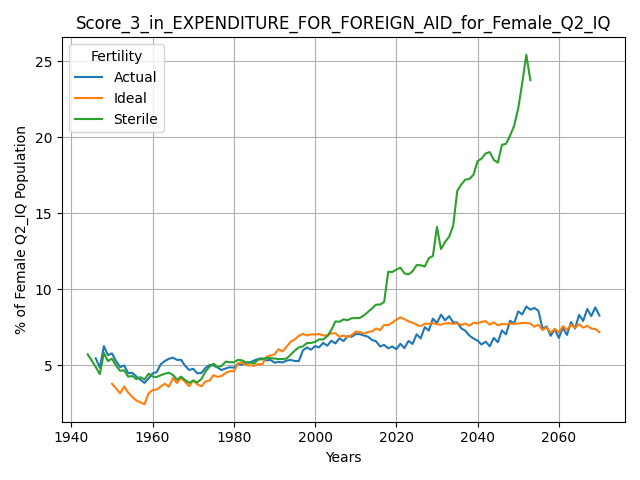 Score_3_in_EXPENDITURE_FOR_FOREIGN_AID_for_Female_Q2_IQ
Fertility
Actual
Ideal
Sterile
25
20
15
10
5
% of Female Q2_IQ Population
1940
1960
1980
2000
2020
2040
2060
Years